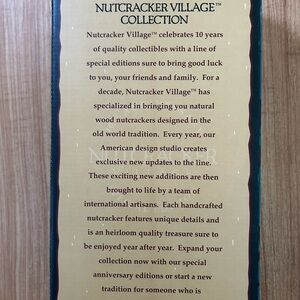 NUTCRACKER VILLAGE™
COLLECTION
Nutcracker Village™ celebrates 10 years
of quality collectibles with a line of
special editions sure to bring good luck
to you, your friends and family. For a
decade, Nutcracker Village™ has
specialized in bringing you natural
wood nutcrackers designed in the
old world tradition. Every year, our
American design studio creates
exclusive new updates to the line.
These exciting new additions are then
brought to life by a team of
international artisans. Each handcrafted
nutcracker features unique details and
is an heirloom quality treasure sure to
be enjoyed year after year. Expand your
collection now with our special
anniversary editions or start a new
tradition for someone who is